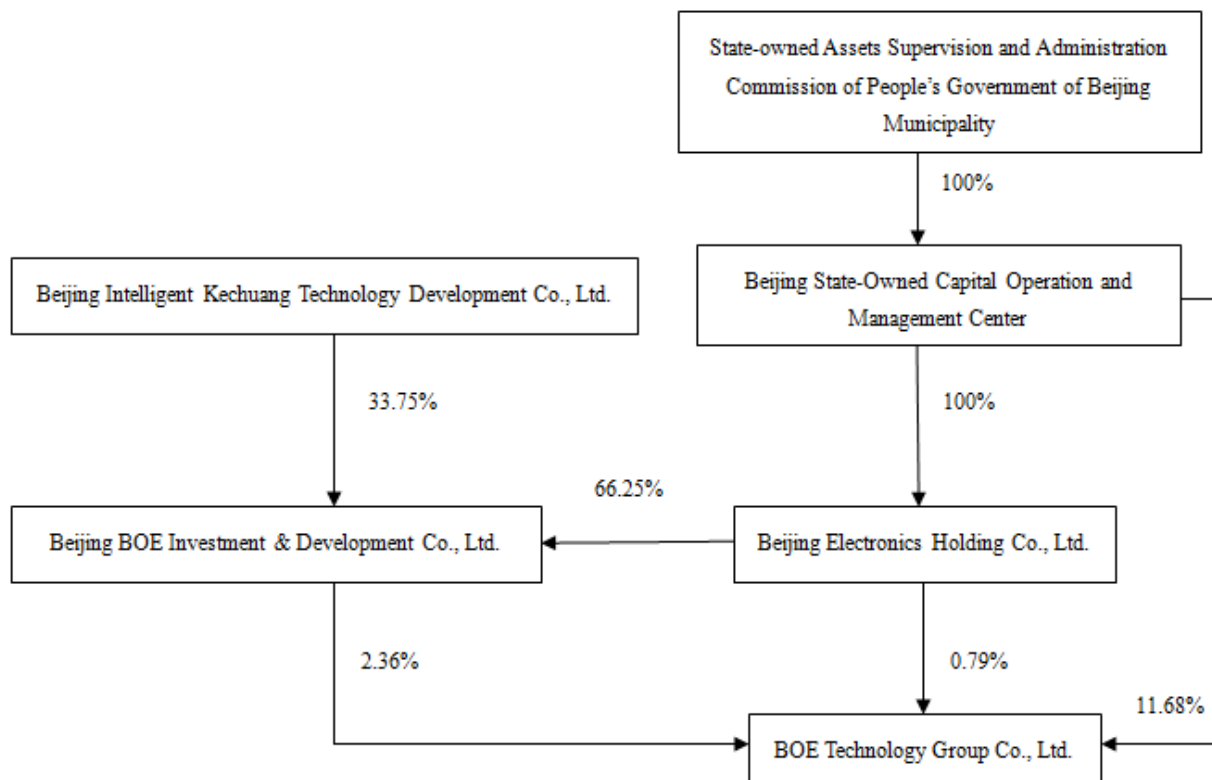 State-owned Assets Supervision and Administration
Commission of People's Government of Beijing
Municipality
100%
Beijing Intelligent Kechuang Technology Development Co., Ltd.
Beijing State-Owned Capital Operation and
Management Center
33.75%
100%
66.25%
Beijing BOE Investment & Development Co., Ltd.
Beijing Electronics Holding Co., Ltd.
2.36%
0.79%
11.68%
BOE Technology Group Co., Ltd.